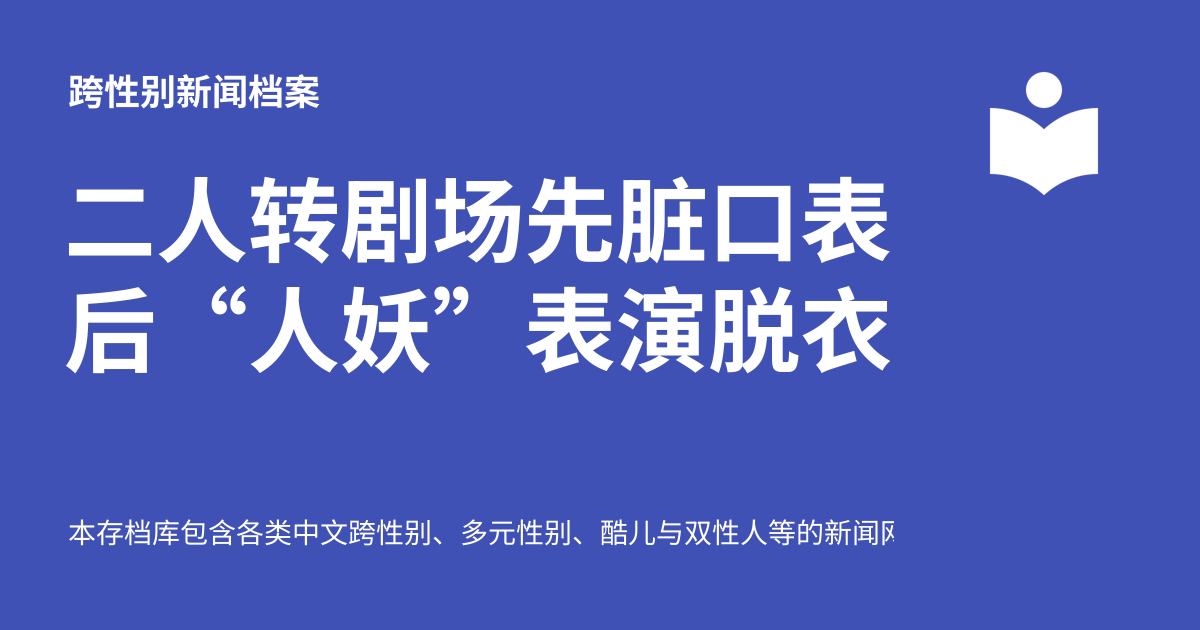 跨性别新闻档案
二人转剧场先脏口表
后“人妖”表演脱衣
本存档库包含各类中文跨性别、多元性别、酷儿与双性人等的新闻